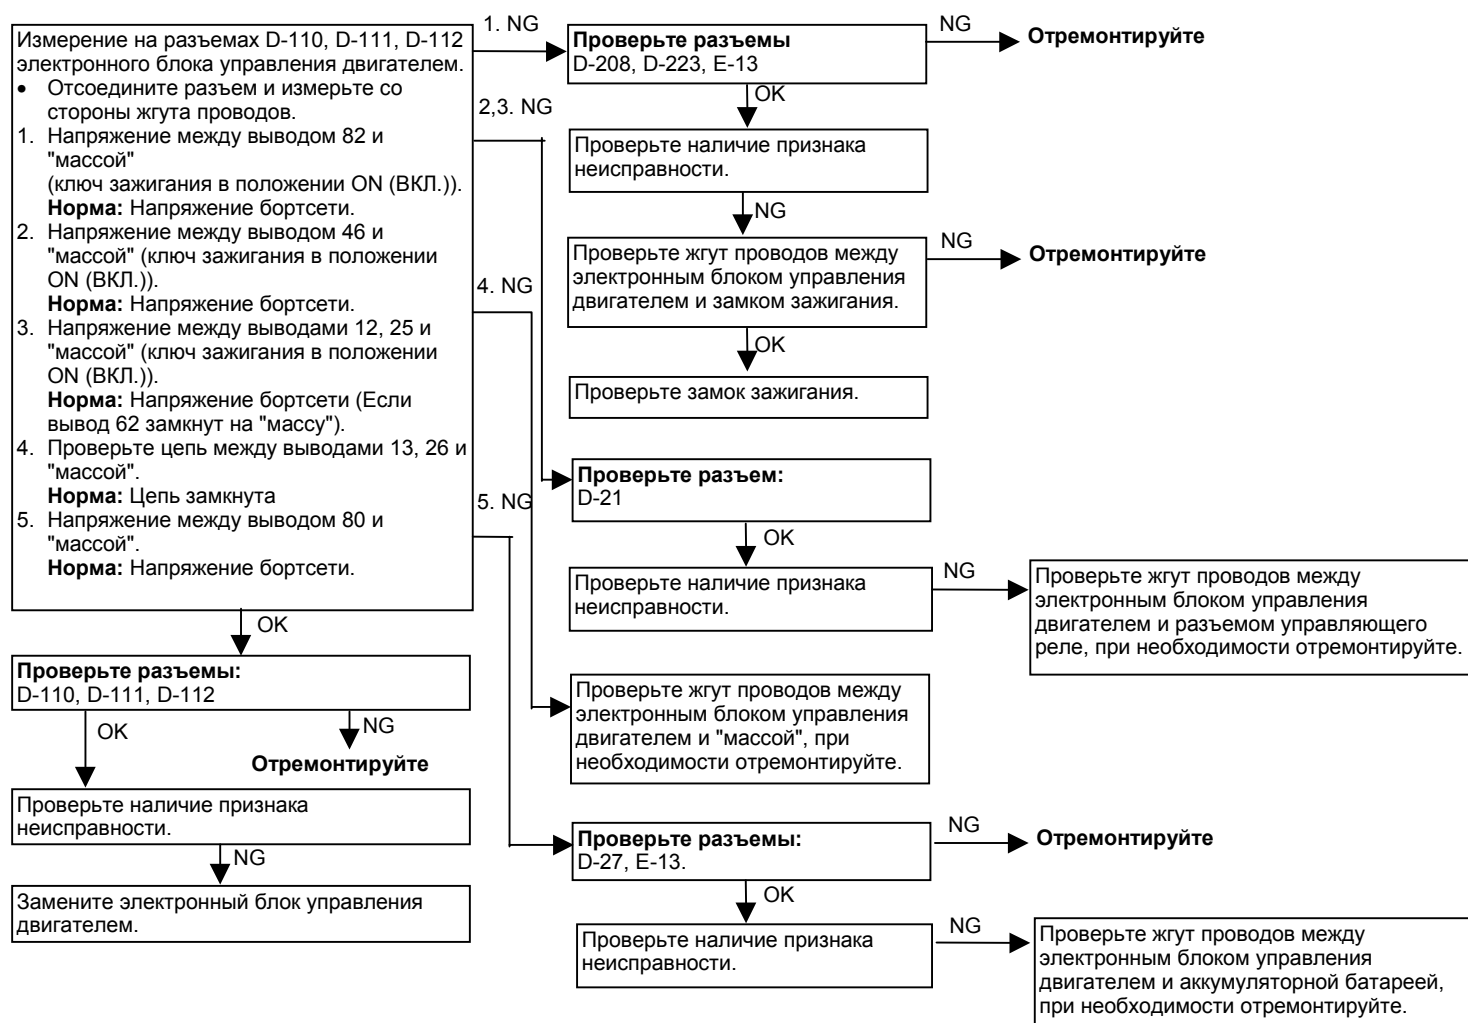 Измерение на разъемах D-110, D-111, D-112
электронного блока управления двигателем.
• Отсоедините разъем и измерьте со
стороны жгута проводов.
1. Напряжение между выводом 82 и
"массой"
(ключ зажигания в положении ON (ВКЛ.)).
Норма: Напряжение бортсети.
2. Напряжение между выводом 46 и
"массой" (ключ зажигания в положении
ON (ВКЛ.)).
Норма: Напряжение бортсети.
3. Напряжение между выводами 12, 25 и
"массой" (ключ зажигания в положении
ON (ВКЛ.)).
Норма: Напряжение бортсети (Если
вывод 62 замкнут на "массу").
4. Проверьте цепь между выводами 13, 26 и
"массой".
Норма: Цепь замкнута
5. Напряжение между выводом 80 и
"массой".
Норма: Напряжение бортсети.
OK
Проверьте разъемы:
D-110, D-111, D-112
OK
NG
Отремонтируйте
Проверьте наличие признака
неисправности.
NG
Замените электронный блок управления
двигателем.
1. NG
Проверьте разъемы
D-208, D-223, E-13
NG
Отремонтируйте
OK
Проверьте наличие признака
неисправности.
NG
Проверьте жгут проводов между
электронным блоком управления
двигателем и замком зажигания.
NG
Отремонтируйте
OK
Проверьте замок зажигания.
2,3. NG
Проверьте разъем:
D-21
OK
Проверьте наличие признака
неисправности.
NG
Проверьте жгут проводов между
электронным блоком управления
двигателем и разъемом управляющего
реле, при необходимости отремонтируйте.
4. NG
Проверьте жгут проводов между
электронным блоком управления
двигателем и "массой", при
необходимости отремонтируйте.
5. NG
Проверьте разъемы:
D-27, E-13.
NG
Отремонтируйте
OK
Проверьте наличие признака
неисправности.
NG
Проверьте жгут проводов между
электронным блоком управления
двигателем и аккумуляторной батареей,
при необходимости отремонтируйте.